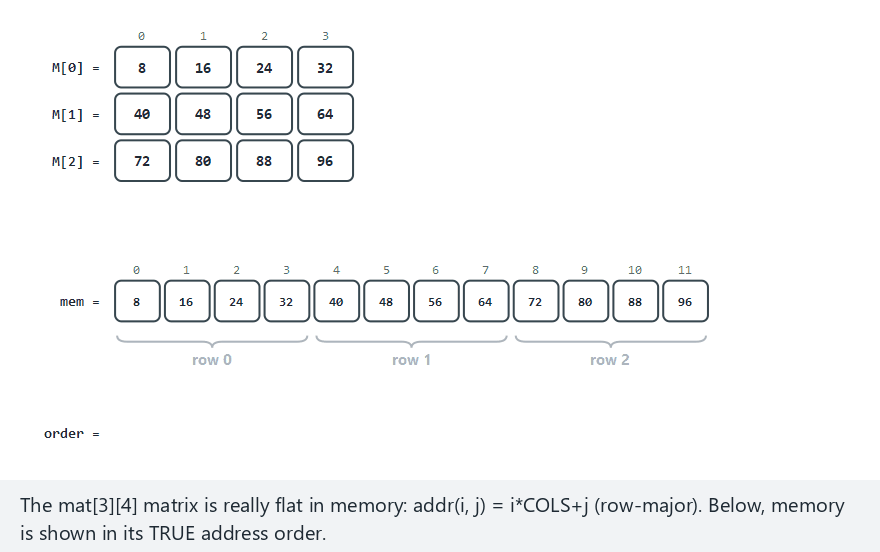 0 1 2 3
M[0] = 8 16 24 32
M[1] = 40 48 56 64
M[2] = 72 80 88 96
0 1 2 3 4 5 6 7 8 9 10 11
mem = 8 16 24 32 40 48 56 64 72 80 88 96
row 0 row 1 row 2
order =
The mat[3][4] matrix is really flat in memory: addr(i, j) = i*COLS+j (row-major). Below, memory
is shown in its TRUE address order.